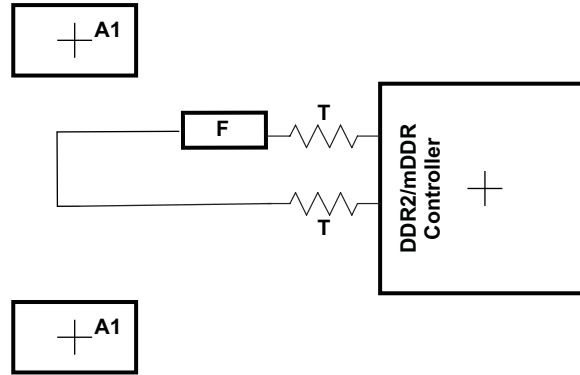 A1
T
F
DDR2/mDDR
Controller
T
A1